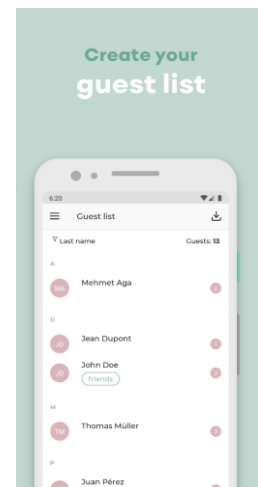 Create your
guest list
6:20
Guest list
Last name
Guests: 13
A
MA
Mehmet Aga
D
JD
Jean Dupont
JD
John Doe
friends
M
TM
Thomas Müller
P
Juan Pérez